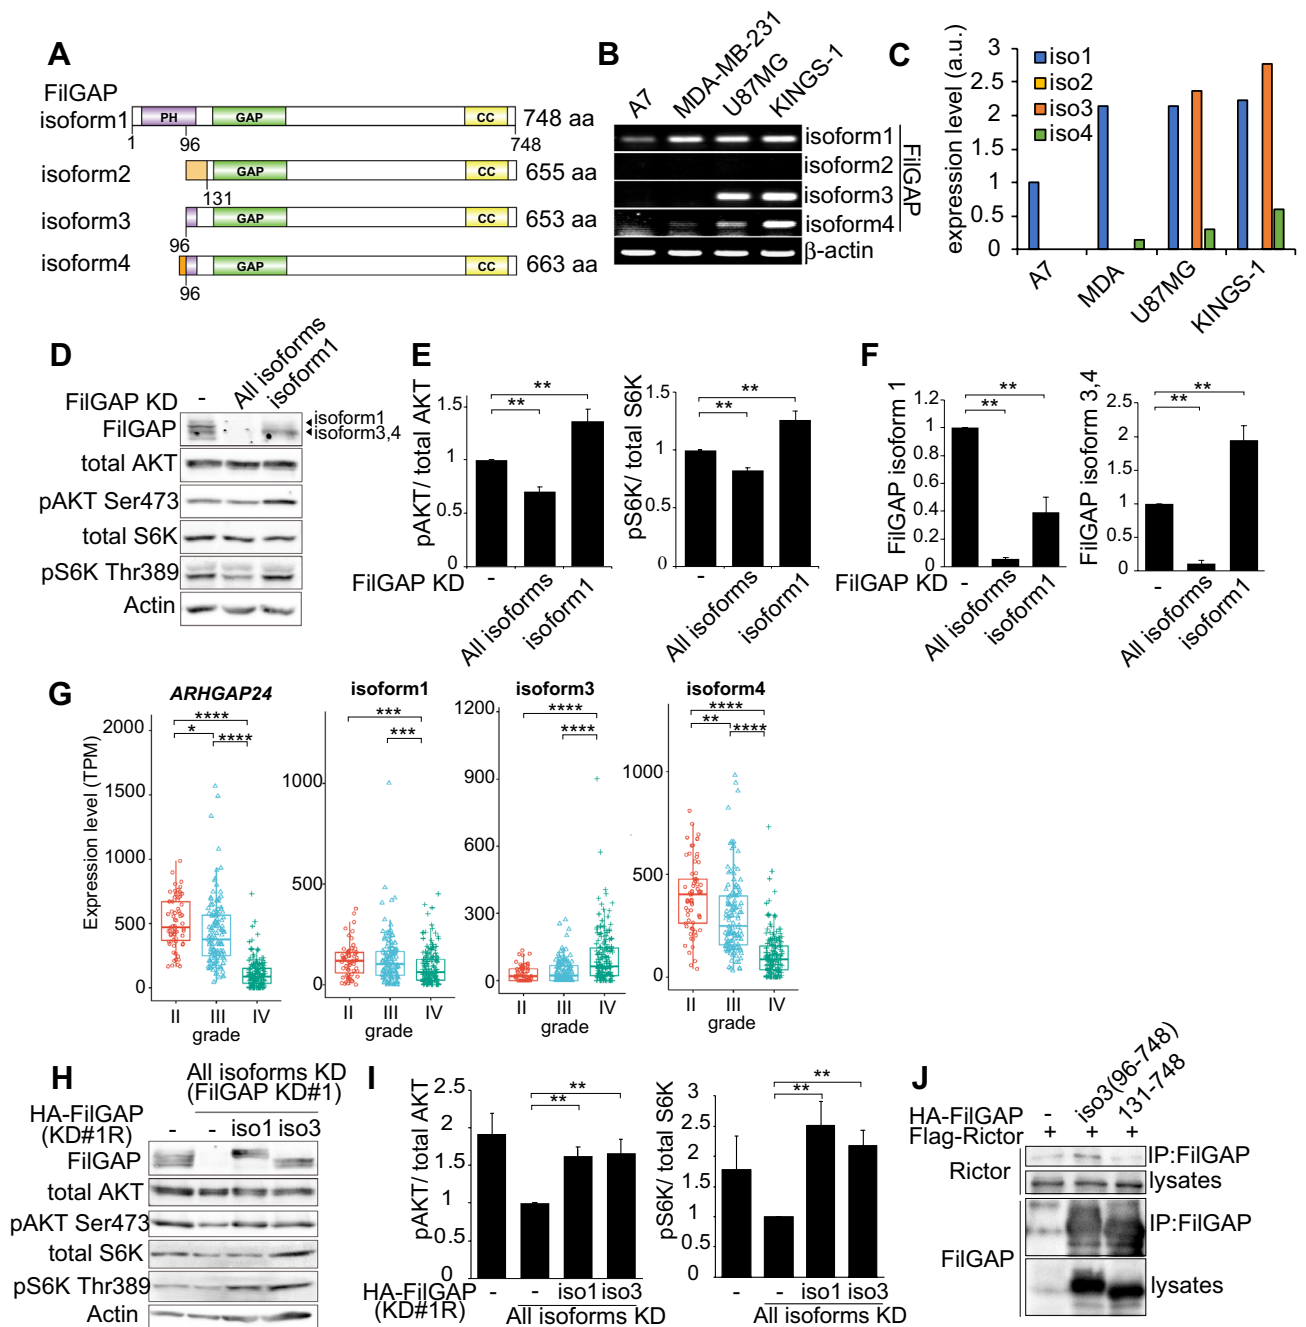 A
FilGAP
isoform1
PH
GAP
CC
748 aa
1
96
748
isoform2
GAP
CC
655 aa
131
isoform3
GAP
CC
653 aa
96
isoform4
GAP
CC
663 aa
96
B
A7
MDA-MB-231
U87MG
KINGS-1
isoform1
isoform2
isoform3
isoform4
FilGAP
β-actin
C
expression level (a.u.)
3
2.5
2
1.5
1
0.5
0
iso1
iso2
iso3
iso4
A7
MDA
U87MG
KINGS-1
D
FilGAP KD
-
All isoforms
isoform1
FilGAP
isoform1
isoform3,4
total AKT
pAKT Ser473
total S6K
pS6K Thr389
Actin
E
pAKT/ total AKT
1.5
1
0.5
0
**
**
FilGAP KD
-
All isoforms
isoform1
pS6K/ total S6K
1.5
1
0.5
0
**
**
-
All isoforms
isoform1
F
FilGAP isoform 1
1.2
1
0.8
0.6
0.4
0.2
0
**
**
FilGAP KD
-
All isoforms
isoform1
FilGAP isoform 3,4
2.5
2
1.5
1
0.5
0
**
**
-
All isoforms
isoform1
G
Expression level (TPM)
ARHGAP24
2000
1500
1000
500
0
****
*
****
II III IV
grade
isoform1
1000
500
0
***
***
II III IV
grade
isoform3
1200
900
600
300
0
****
****
II III IV
grade
isoform4
1000
500
0
****
**
****
II III IV
grade
H
All isoforms KD
(FilGAP KD#1)
HA-FilGAP
(KD#1R)
- - iso1 iso3
FilGAP
total AKT
pAKT Ser473
total S6K
pS6K Thr389
Actin
I
pAKT/ total AKT
2.5
2
1.5
1
0.5
0
**
**
HA-FilGAP
(KD#1R)
- - iso1 iso3
All isoforms KD
pS6K/ total S6K
3
2.5
2
1.5
1
0.5
0
**
**
- - iso1 iso3
All isoforms KD
J
HA-FilGAP
-
iso3(96-748)
131-748
Flag-Rictor
+ + +
Rictor
IP:FilGAP
lysates
FilGAP
IP:FilGAP
lysates